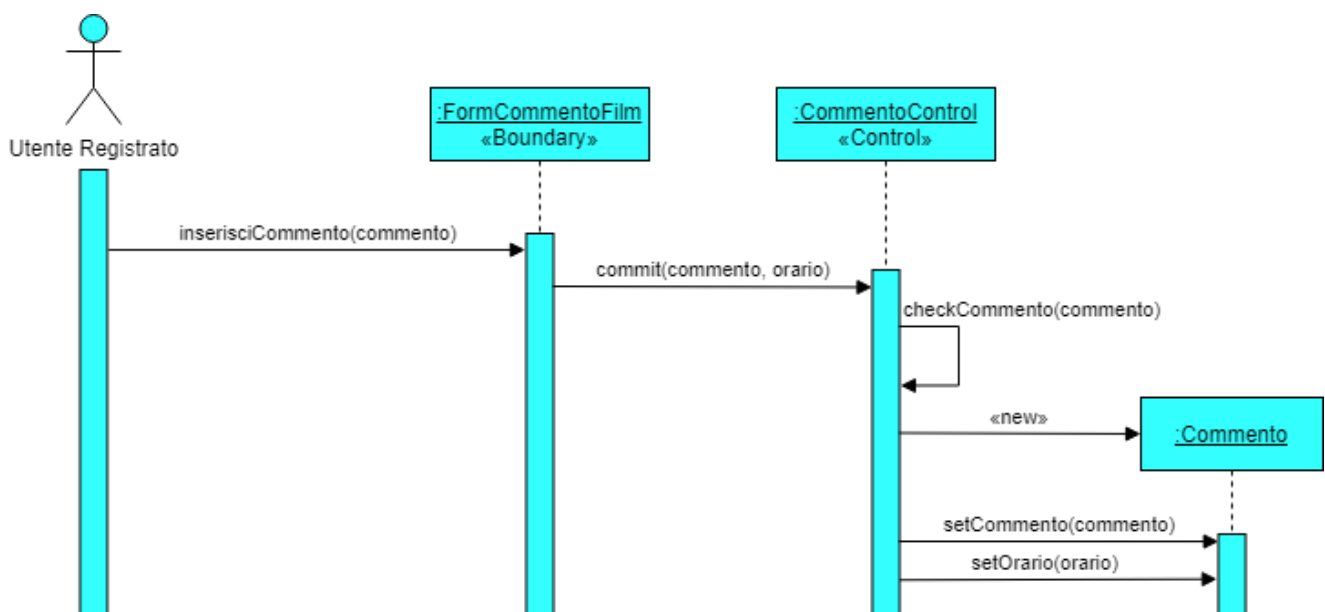 Utente Registrato
:FormCommentoFilm
«Boundary»
:CommentoControl
«Control»
inserisciCommento(commento)
commit(commento, orario)
checkCommento(commento)
«new»
:Commento
setCommento(commento)
setOrario(orario)